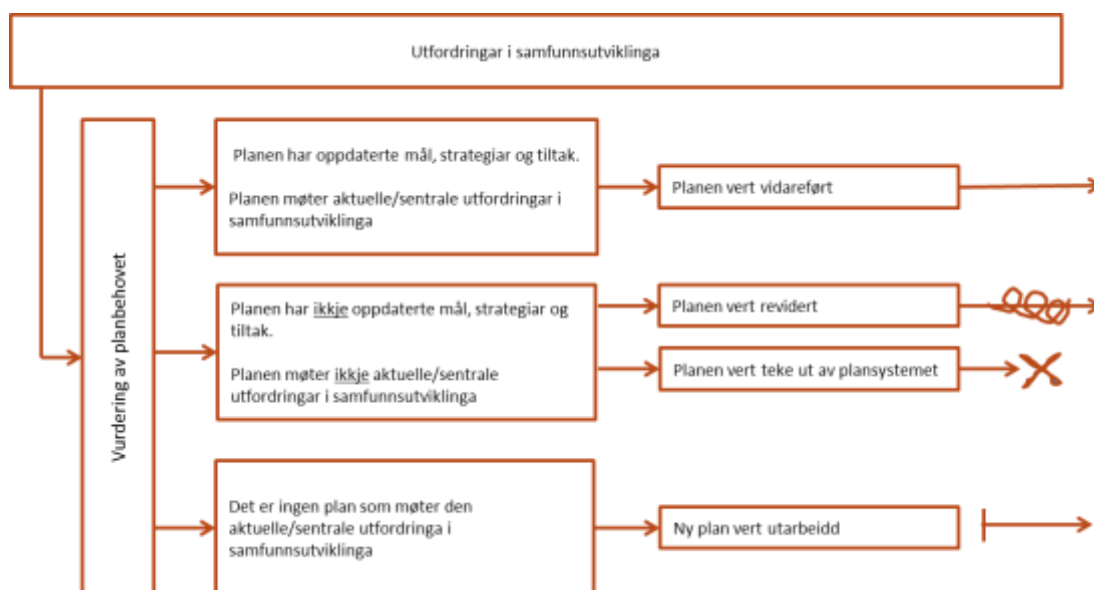 Utfordringar i samfunnsutviklinga
Vurdering av planbehovet
Planen har oppdaterte mål, strategiar og tiltak.
Planen møter aktuelle/sentrale utfordringar i
samfunnsutviklinga
Planen vert vidareført
Planen har ikkje oppdaterte mål, strategiar og
tiltak.
Planen møter ikkje aktuelle/sentrale
utfordringar i samfunnsutviklinga
Planen vert revidert
Planen vert teke ut av plansystemet
Det er ingen plan som møter den
aktuelle/sentrale utfordringa i
samfunnsutviklinga
Ny plan vert utarbeidd